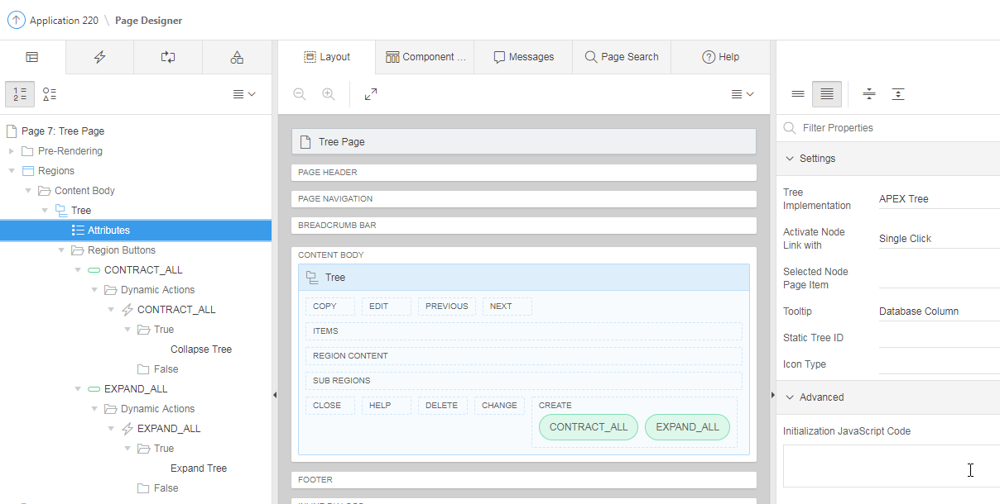 Application 220 \ Page Designer
Layout
Component ...
Messages
Page Search
Help
Page 7: Tree Page
Pre-Rendering
Regions
Content Body
Tree
Attributes
Region Buttons
CONTRACT_ALL
Dynamic Actions
CONTRACT_ALL
True
Collapse Tree
False
EXPAND_ALL
Dynamic Actions
EXPAND_ALL
True
Expand Tree
False
Tree Page
PAGE HEADER
PAGE NAVIGATION
BREADCRUMB BAR
CONTENT BODY
Tree
COPY EDIT PREVIOUS NEXT
ITEMS
REGION CONTENT
SUB REGIONS
CLOSE HELP DELETE CHANGE CREATE
CONTRACT_ALL EXPAND_ALL
FOOTER
Filter Properties
Settings
Tree
Implementation
APEX Tree
Activate Node
Link with
Single Click
Selected Node
Page Item
Tooltip
Database Column
Static Tree ID
Icon Type
Advanced
Initialization JavaScript Code